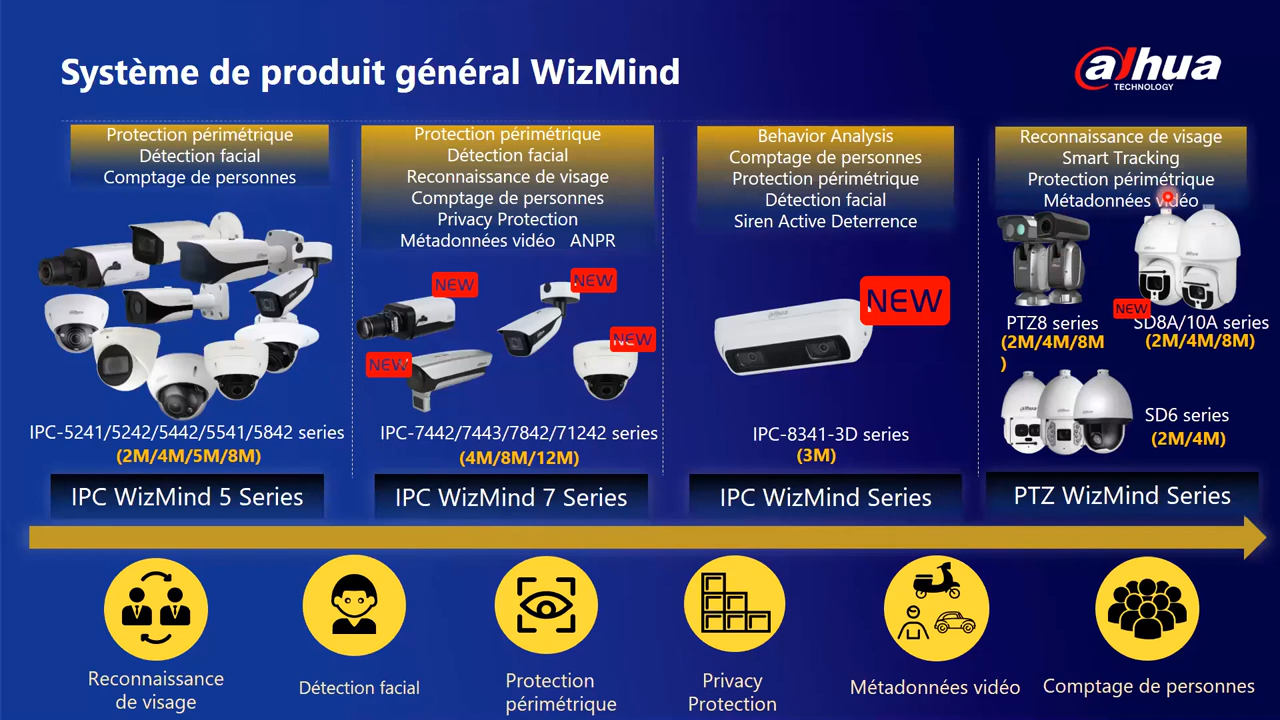 Système de produit général WizMind
alhua
TECHNOLOGY
Protection périmétrique
Détection facial
Comptage de personnes
IPC-5241/5242/5442/5541/5842 series
(2M/4M/5M/8M)
IPC WizMind 5 Series
Protection périmétrique
Détection facial
Reconnaissance de visage
Comptage de personnes
Privacy Protection
Métadonnées vidéo ANPR
NEW
NEW
NEW
NEW
IPC-7442/7443/7842/71242 series
(4M/8M/12M)
IPC WizMind 7 Series
Behavior Analysis
Comptage de personnes
Protection périmétrique
Détection facial
Siren Active Deterrence
NEW
IPC-8341-3D series
(3M)
IPC WizMind Series
Reconnaissance de visage
Smart Tracking
Protection périmétrique
Métadonnées vidéo
NEW
PTZ8 series
(2M/4M/8M
)
SD8A/10A series
(2M/4M/8M)
SD6 series
(2M/4M)
PTZ WizMind Series
Reconnaissance
de visage
Détection facial
Protection
périmétrique
Privacy
Protection
Métadonnées vidéo
Comptage de personnes